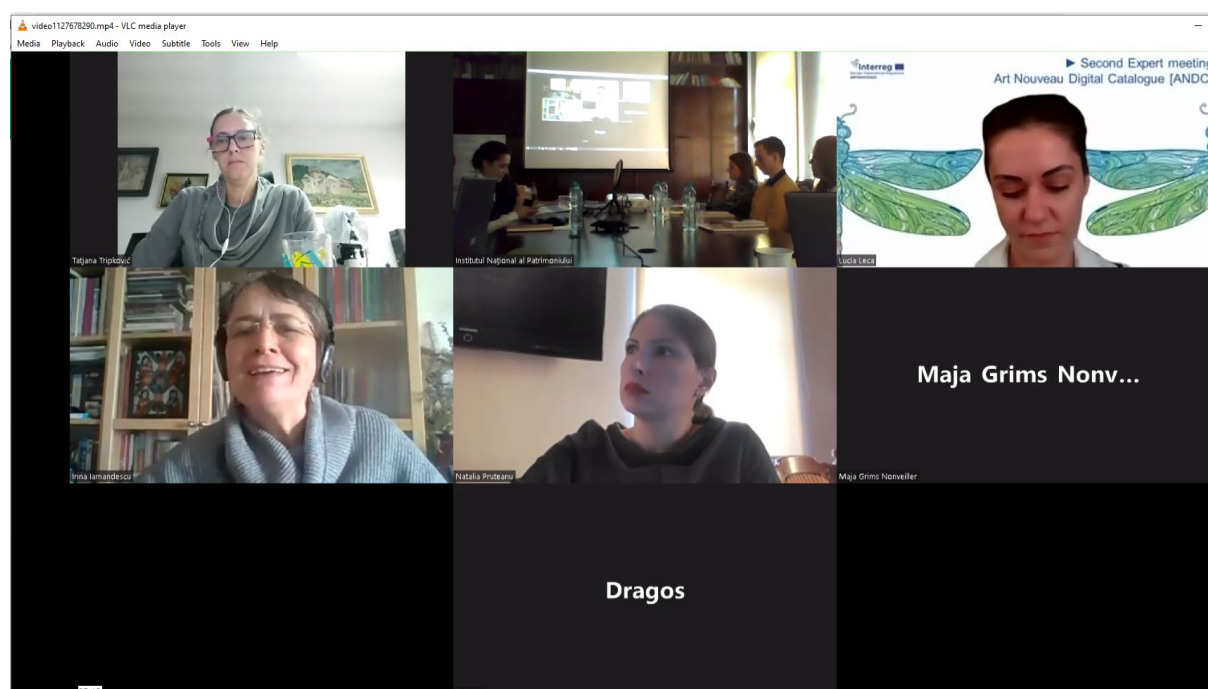 video1127678290.mp4 - VLC media player
Media Playback Audio Video Subtitle Tools View Help
Interreg
Second Expert meeting
Art Nouveau Digital Catalogue [ANDC
Tatjana Tripković
Institutul Național al Patrimoniului
Lucia Leca
Maja Grims Nonv...
Irina Iamandescu
Natalia Pruteanu
Maja Grims Nonveiller
Dragos